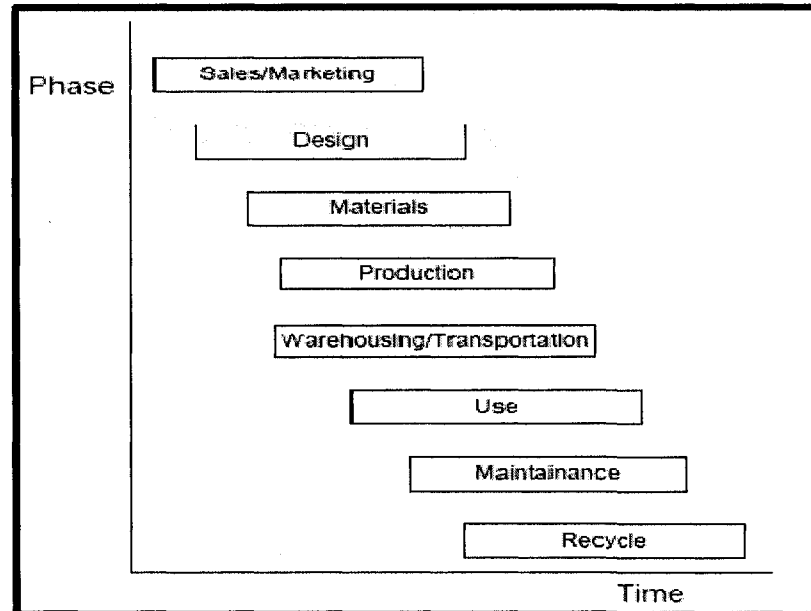 Phase
Sales/Marketing
Design
Materials
Production
Warehousing/Transportation
Use
Maintainance
Recycle
Time